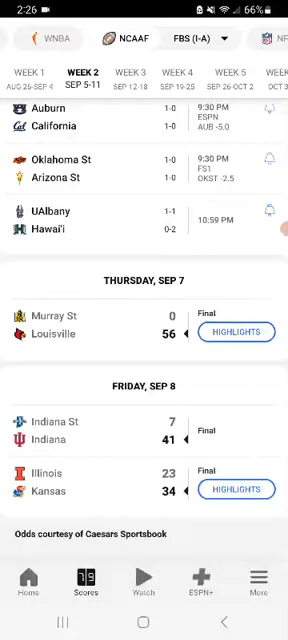 2:26 66%
WNBA NCAAF FBS (I-A)
WEEK 1 WEEK 2 WEEK 3 WEEK 4 WEEK 5
AUG 26-SEP 4 SEP 5-11 SEP 12-18 SEP 19-25 SEP 26-OCT 2 OCT 3
Auburn 1-0 9:30 PM
ESPN
California 1-0 AUB -5.0
Oklahoma St 1-0 9:30 PM
FS1
Arizona St 1-0 OKST -2.5
UAlbany 1-1 10:59 PM
Hawai'i 0-2
THURSDAY, SEP 7
Murray St 0 Final
Louisville 56 HIGHLIGHTS
FRIDAY, SEP 8
Indiana St 7
Final
Indiana 41
Illinois 23 Final
Kansas 34 HIGHLIGHTS
Odds courtesy of Caesars Sportsbook
Home Scores Watch ESPN+ More